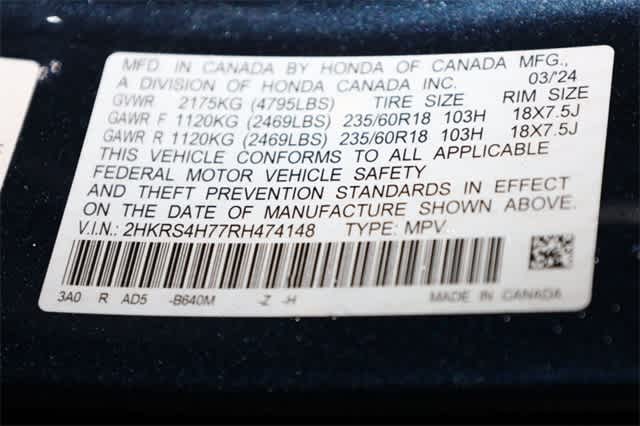 MFD IN CANADA BY HONDA OF CANADA MFG.,
A DIVISION OF HONDA CANADA INC. 03/'24
GVWR 2175KG (4795LBS) TIRE SIZE RIM SIZE
GAWR F 1120KG (2469LBS) 235/60R18 103H 18X7.5J
GAWR R 1120KG (2469LBS) 235/60R18 103H 18X7.5J
THIS VEHICLE CONFORMS TO ALL APPLICABLE
FEDERAL MOTOR VEHICLE SAFETY
AND THEFT PREVENTION STANDARDS IN EFFECT
ON THE DATE OF MANUFACTURE SHOWN ABOVE.
V.I.N.: 2HKRS4H77RH474148 TYPE: MPV
3A0 R AD5 -B640M -Z -H MADE IN CANADA